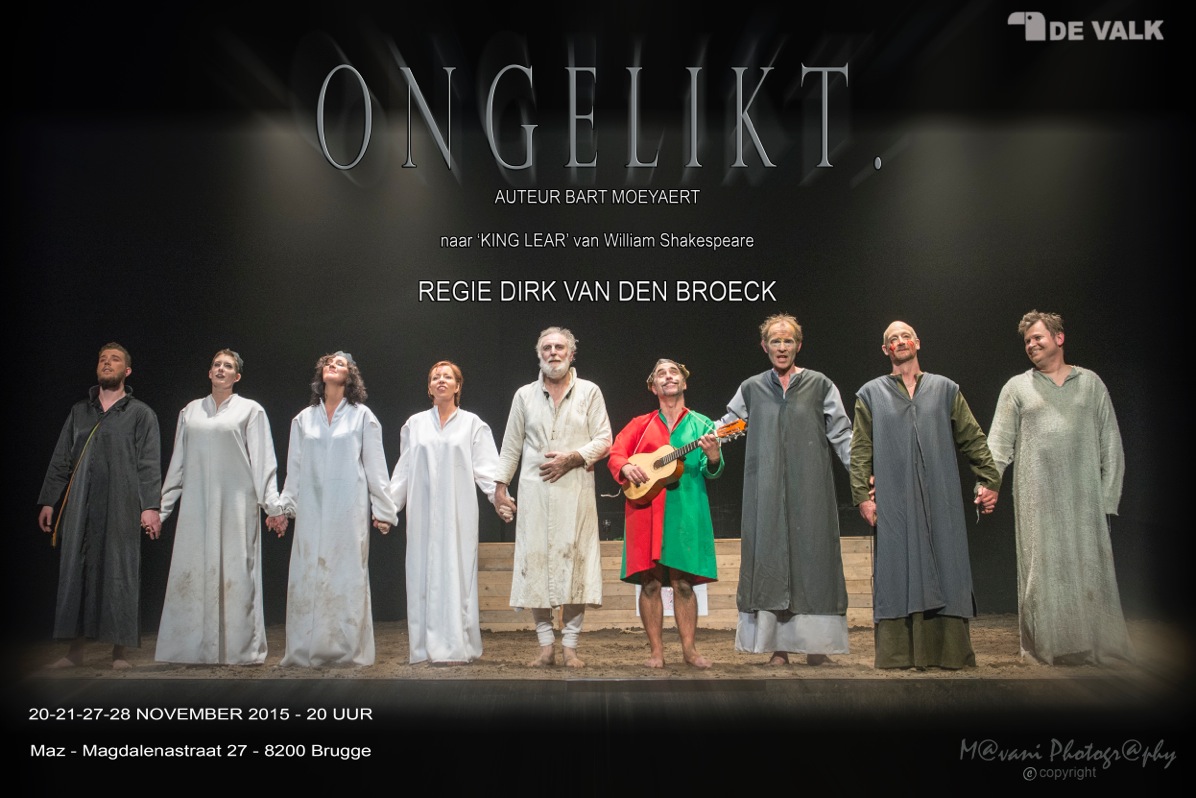 DE VALK
ONGELIKT.
AUTEUR BART MOEYAERT
naar ‘KING LEAR’ van William Shakespeare
REGIE DIRK VAN DEN BROECK
20-21-27-28 NOVEMBER 2015 - 20 UUR
Maz - Magdalenastraat 27 - 8200 Brugge
M@vani Photogr@phy
© copyright